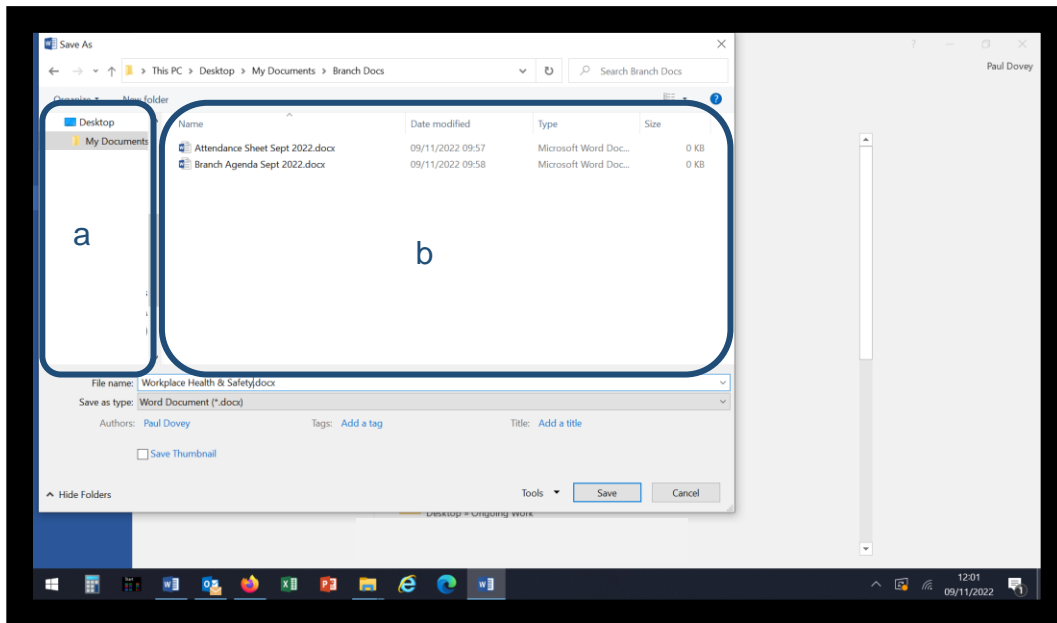 Save As
Paul Dovey
This PC > Desktop > My Documents > Branch Docs
Search Branch Docs
Organize
New folder
Desktop
My Documents
Name Date modified Type Size
Attendance Sheet Sept 2022.docx 09/11/2022 09:57 Microsoft Word Doc... 0 KB
Branch Agenda Sept 2022.docx 09/11/2022 09:58 Microsoft Word Doc... 0 KB
a
b
File name: Workplace Health & Safety.docx
Save as type: Word Document (*.docx)
Authors: Paul Dovey Tags: Add a tag Title: Add a title
Save Thumbnail
Hide Folders
Tools Save Cancel
Desktop » Ongoing Work
12:01
09/11/2022